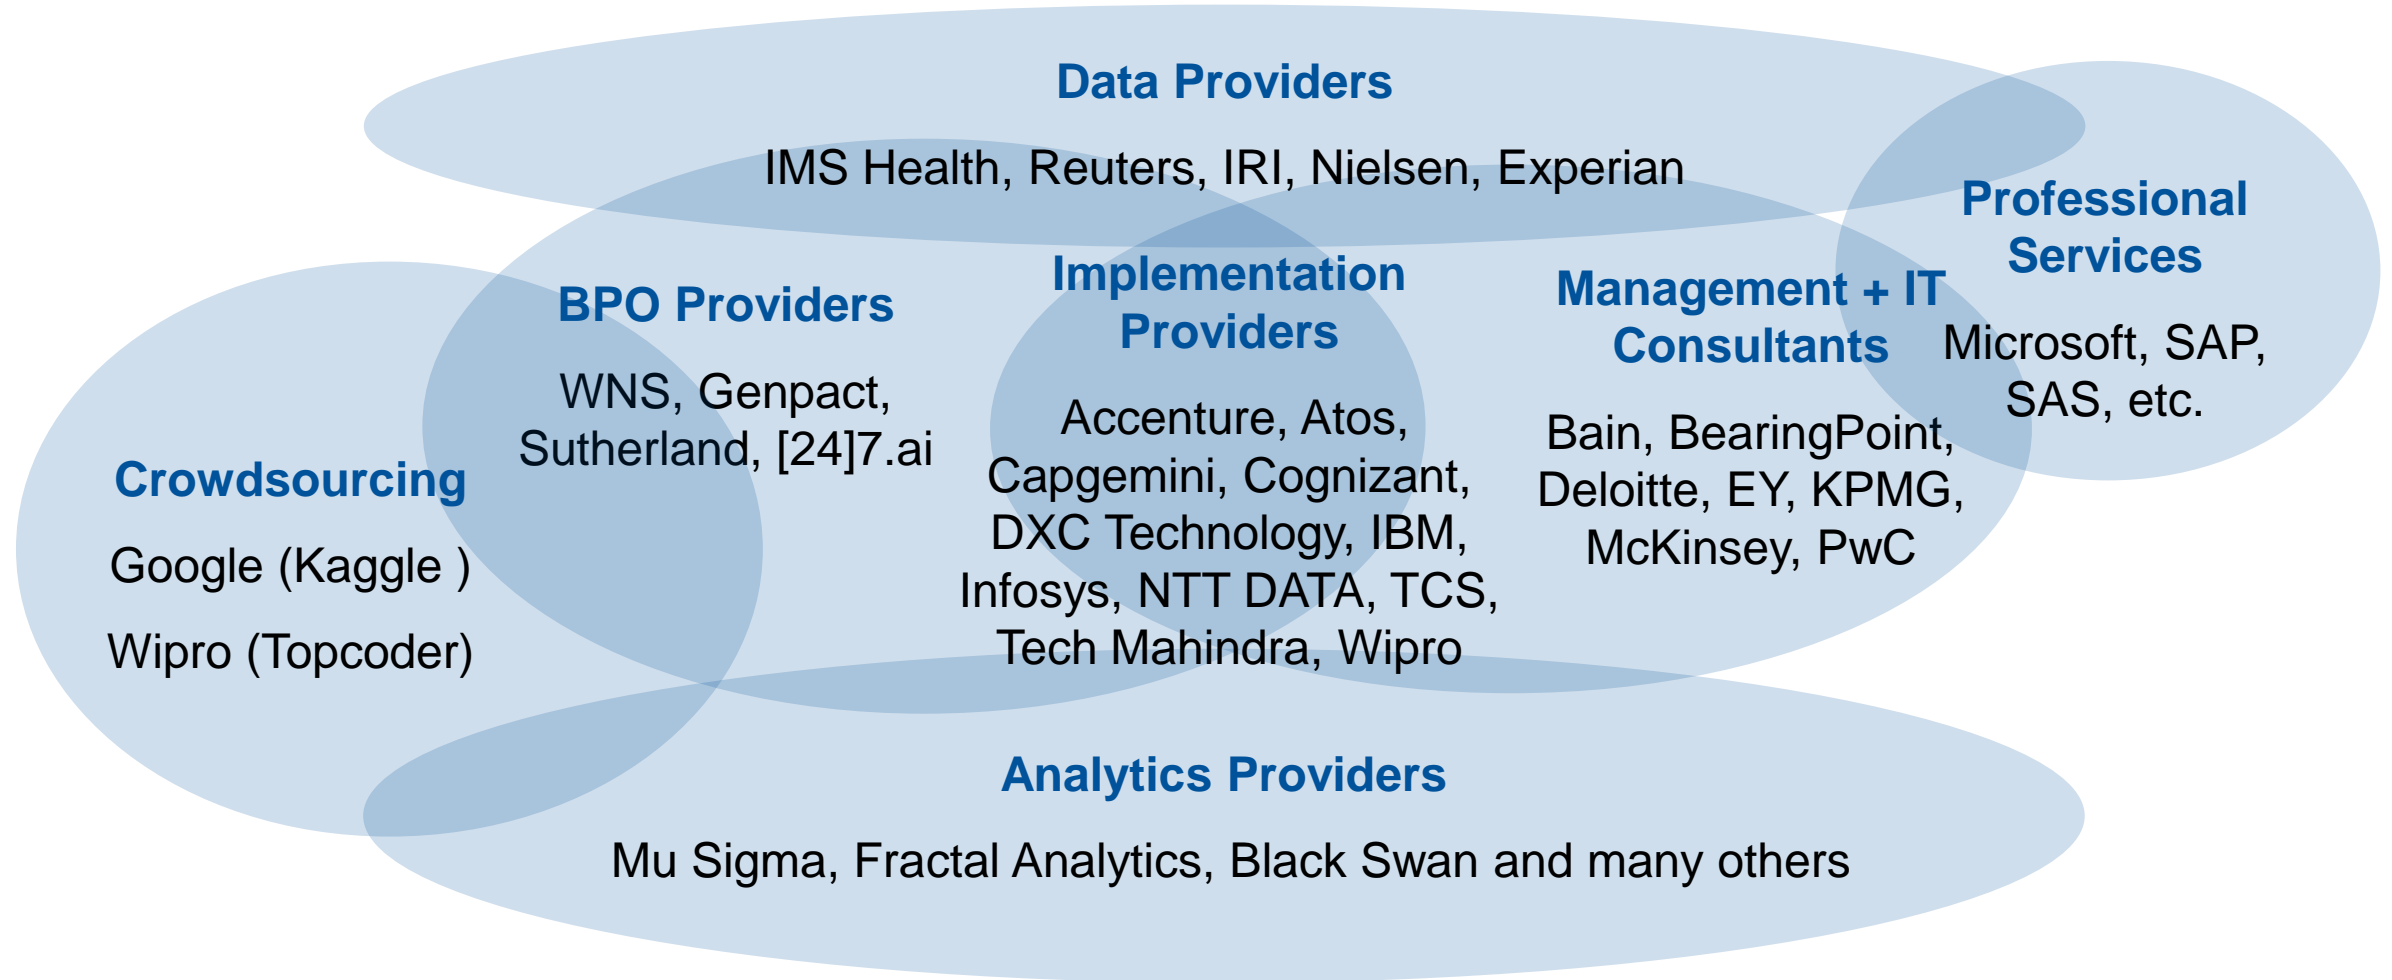 Data Providers
IMS Health, Reuters, IRI, Nielsen, Experian
Crowdsourcing
Google (Kaggle )
Wipro (Topcoder)
BPO Providers
WNS, Genpact,
Sutherland, [24]7.ai
Implementation
Providers
Accenture, Atos,
Capgemini, Cognizant,
DXC Technology, IBM,
Infosys, NTT DATA, TCS,
Tech Mahindra, Wipro
Management + IT
Consultants
Bain, BearingPoint,
Deloitte, EY, KPMG,
McKinsey, PwC
Professional
Services
Microsoft, SAP,
SAS, etc.
Analytics Providers
Mu Sigma, Fractal Analytics, Black Swan and many others